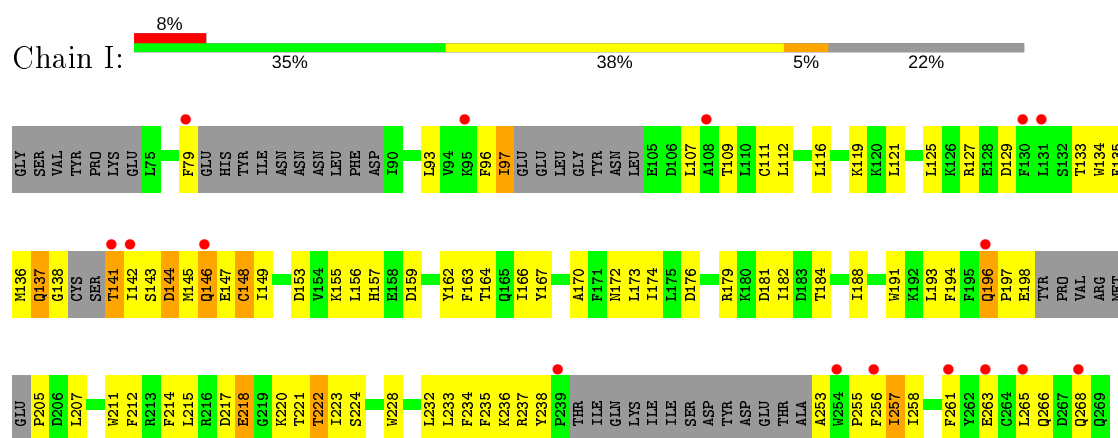 8%
Chain I:
35% 38% 5% 22%
GLY SER VAL TYR PRO LYS GLU L75 F79 GLU HIS TYR ILE ASN ASN ASN LEU PHE ASP I90 L93 V94 K95 F96 I97 GLU GLU LEU GLY TYR ASN LEU E105 D106 L107 A108 T109 L110 C111 L112 L116 K119 K120 L121 L125 K126 R127 E128 D129 F130 L131 S132 T133 W134 E135
M136 Q137 G138 CYS SER T141 I142 S143 D144 M145 Q146 E147 C148 I149 D153 V154 K155 L156 H157 E158 D159 Y162 F163 T164 Q165 I166 Y167 A170 F171 N172 L173 I174 L175 D176 R179 K180 D181 I182 D183 T184 I188 W191 K192 L193 F194 F195 Q196 P197 E198 TYR PRO VAL ARG MET
GLU P205 D206 L207 W211 F212 R213 F214 L215 R216 D217 E218 G219 K220 T221 T222 I223 S224 W228 L232 L233 F234 F235 K236 R237 Y238 P239 THR ILE GLN LYS ILE ILE SER ASP TYR ASP GLU THR ALA A253 W254 P255 F256 I257 I258 F261 Y262 E263 C264 L265 Q266 D267 Q268 Q269